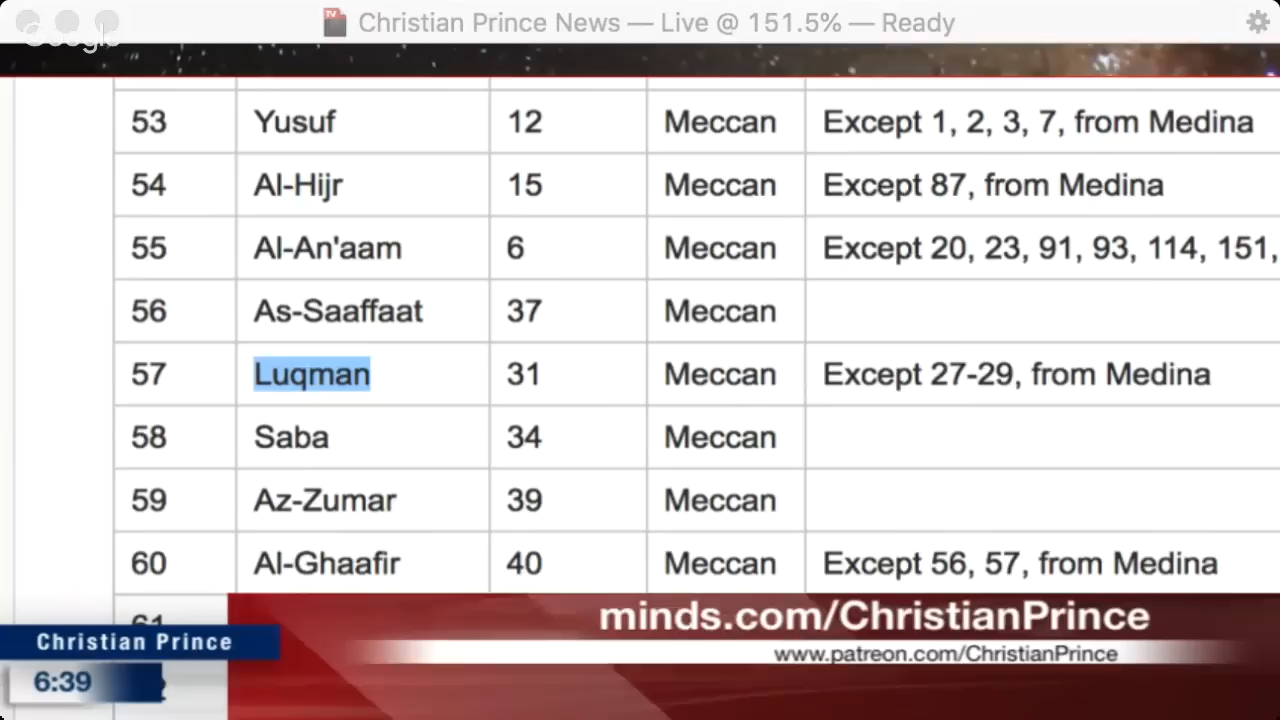 Christian Prince News — Live @ 151.5% — Ready
Google
53 Yusuf 12 Meccan Except 1, 2, 3, 7, from Medina
54 Al-Hijr 15 Meccan Except 87, from Medina
55 Al-An'aam 6 Meccan Except 20, 23, 91, 93, 114, 151,
56 As-Saaffaat 37 Meccan
57 Luqman 31 Meccan Except 27-29, from Medina
58 Saba 34 Meccan
59 Az-Zumar 39 Meccan
60 Al-Ghaafir 40 Meccan Except 56, 57, from Medina
61
minds.com/ChristianPrince
Christian Prince
www.patreon.com/ChristianPrince
6:39